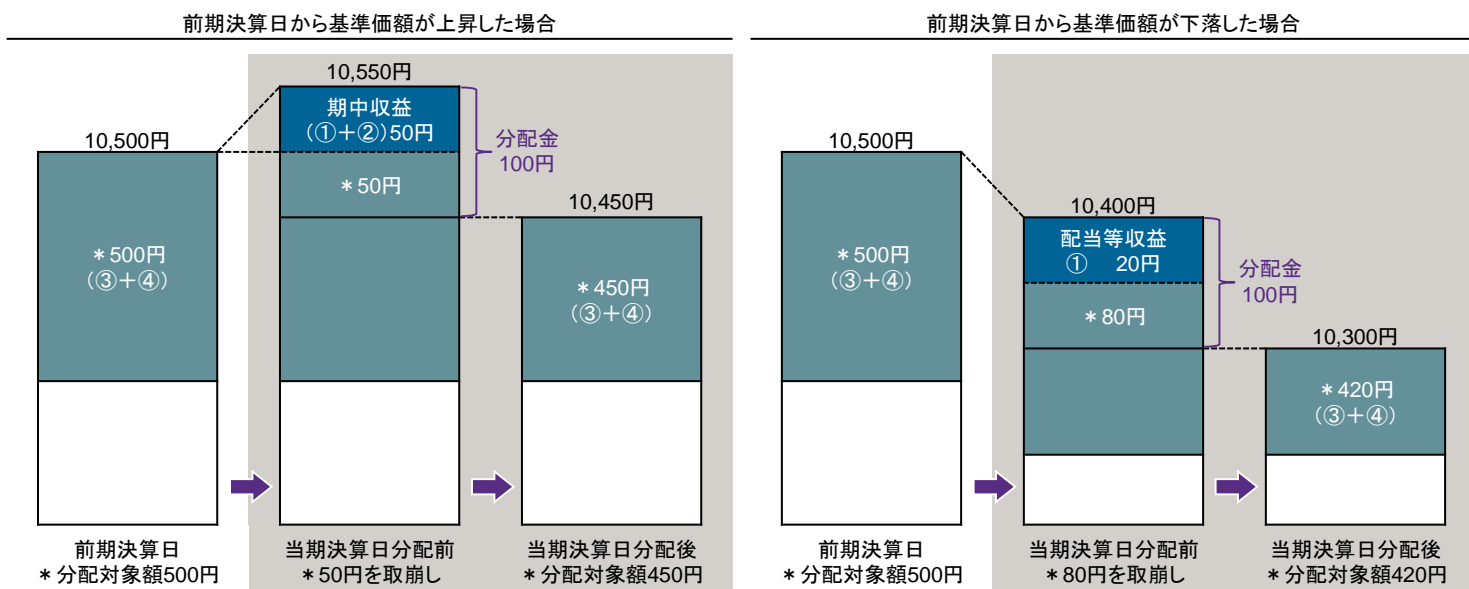 前期決算日から基準価額が上昇した場合
10,550円
期中収益
(①+②)50円
10,500円
分配金
100円
*50円
10,450円
*500円
(③+④)
*450円
(③+④)
前期決算日
*分配対象額500円
当期決算日分配前
*50円を取崩し
当期決算日分配後
*分配対象額450円
前期決算日から基準価額が下落した場合
10,500円
10,400円
配当等収益
① 20円
*500円
(③+④)
分配金
100円
*80円
10,300円
*420円
(③+④)
前期決算日
*分配対象額500円
当期決算日分配前
*80円を取崩し
当期決算日分配後
*分配対象額420円